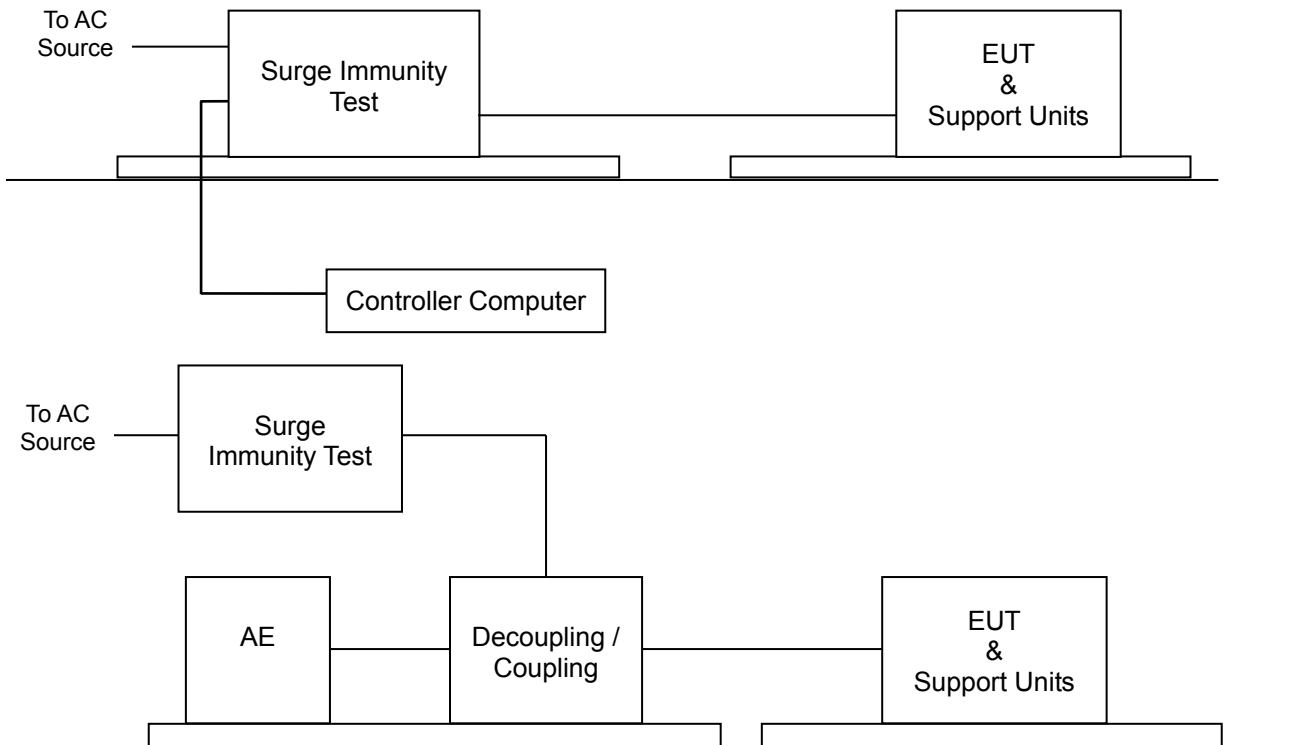 To AC
Source
Surge Immunity
Test
EUT
&
Support Units
Controller Computer
To AC
Source
Surge
Immunity Test
AE
Decoupling /
Coupling
EUT
&
Support Units